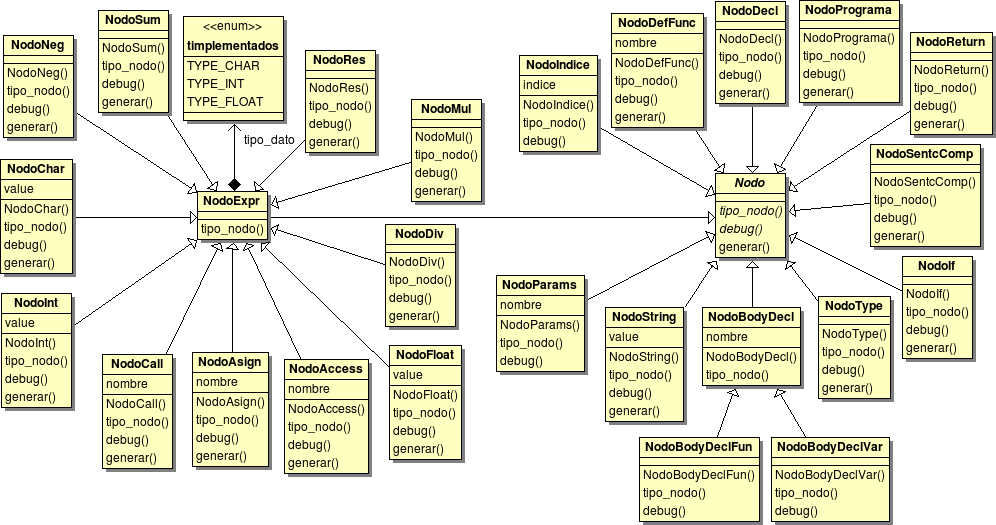 NodoNeg
NodoNeg()
tipo_nodo()
debug()
generar()
NodoSum
NodoSum()
tipo_nodo()
debug()
generar()
<<enum>>
timplementados
TYPE_CHAR
TYPE_INT
TYPE_FLOAT
tipo_dato
NodoRes
NodoRes()
tipo_nodo()
debug()
generar()
NodoMul
NodoMul()
tipo_nodo()
debug()
generar()
NodoChar
value
NodoChar()
tipo_nodo()
debug()
generar()
NodoExpr
tipo_nodo()
NodoDiv
NodoDiv()
tipo_nodo()
debug()
generar()
NodoInt
value
NodoInt()
tipo_nodo()
debug()
generar()
NodoCall
nombre
NodoCall()
tipo_nodo()
debug()
generar()
NodoAsign
nombre
NodoAsign()
tipo_nodo()
debug()
generar()
NodoAccess
nombre
NodoAccess()
tipo_nodo()
debug()
generar()
NodoFloat
value
NodoFloat()
tipo_nodo()
debug()
generar()
NodoIndice
indice
NodoIndice()
tipo_nodo()
debug()
NodoDefFunc
nombre
NodoDefFunc()
tipo_nodo()
debug()
generar()
NodoDecl
NodoDecl()
tipo_nodo()
debug()
generar()
NodoPrograma
NodoPrograma()
tipo_nodo()
debug()
generar()
NodoReturn
NodoReturn()
tipo_nodo()
debug()
generar()
Nodo
tipo_nodo()
debug()
generar()
NodoSentcComp
NodoSentcComp()
tipo_nodo()
debug()
generar()
NodoParams
nombre
NodoParams()
tipo_nodo()
debug()
NodoString
value
NodoString()
tipo_nodo()
debug()
generar()
NodoBodyDecl
nombre
NodoBodyDecl()
tipo_nodo()
NodoType
NodoType()
tipo_nodo()
debug()
generar()
NodoIf
NodoIf()
tipo_nodo()
debug()
generar()
NodoBodyDeclFun
NodoBodyDeclFun()
tipo_nodo()
debug()
NodoBodyDeclVar
NodoBodyDeclVar()
tipo_nodo()
debug()